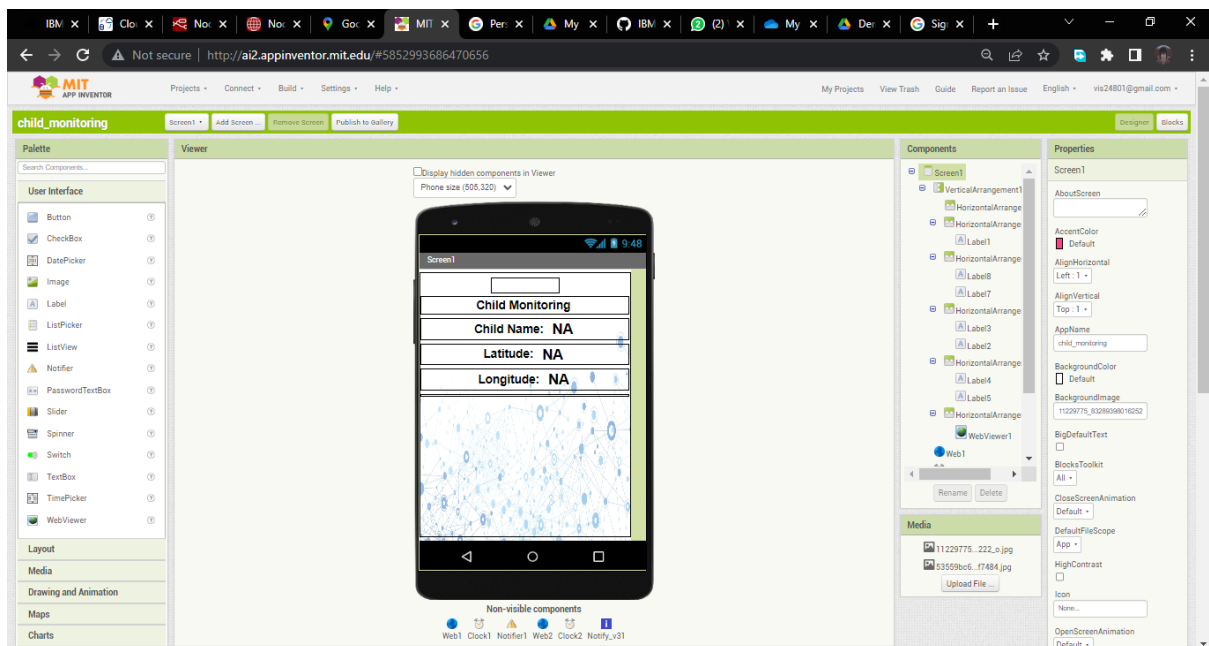 IBM Cloi Noc Noc Goc MIT Pers My IBM (2) My Der Sig
Not secure http://ai2.appinventor.mit.edu/#5852993686470656
MIT
APP INVENTOR
Projects Connect Build Settings Help My Projects View Trash Guide Report an Issue English vis24801@gmail.com
child_monitoring Screen1 Add Screen ... Remove Screen Publish to Gallery Designer Blocks
Palette
Search Components...
User Interface
Button
CheckBox
DatePicker
Image
Label
ListPicker
ListView
Notifier
PasswordTextBox
Slider
Spinner
Switch
TextBox
TimePicker
WebViewer
Layout
Media
Drawing and Animation
Maps
Charts
Viewer
Display hidden components in Viewer
Phone size (505,320)
9:48
Screen1
Child Monitoring
Child Name: NA
Latitude: NA
Longitude: NA
Non-visible components
Web1 Clock1 Notifier1 Web2 Clock2 Notify_v31
Components
Screen1
VerticalArrangement1
HorizontalArrange
HorizontalArrange
Label1
HorizontalArrange
Label8
Label7
HorizontalArrange
Label3
Label2
HorizontalArrange
Label4
Label5
HorizontalArrange
WebViewer1
Web1
Rename Delete
Media
11229775...222_o.jpg
53559bc6...f7484.jpg
Upload File ...
Properties
Screen1
AboutScreen
AccentColor
Default
AlignHorizontal
Left : 1
AlignVertical
Top : 1
AppName
child_monitoring
BackgroundColor
Default
BackgroundImage
11229775_83289398016252
BigDefaultText
BlocksToolkit
All
CloseScreenAnimation
Default
DefaultFileScope
App
HighContrast
Icon
None...
OpenScreenAnimation
Default